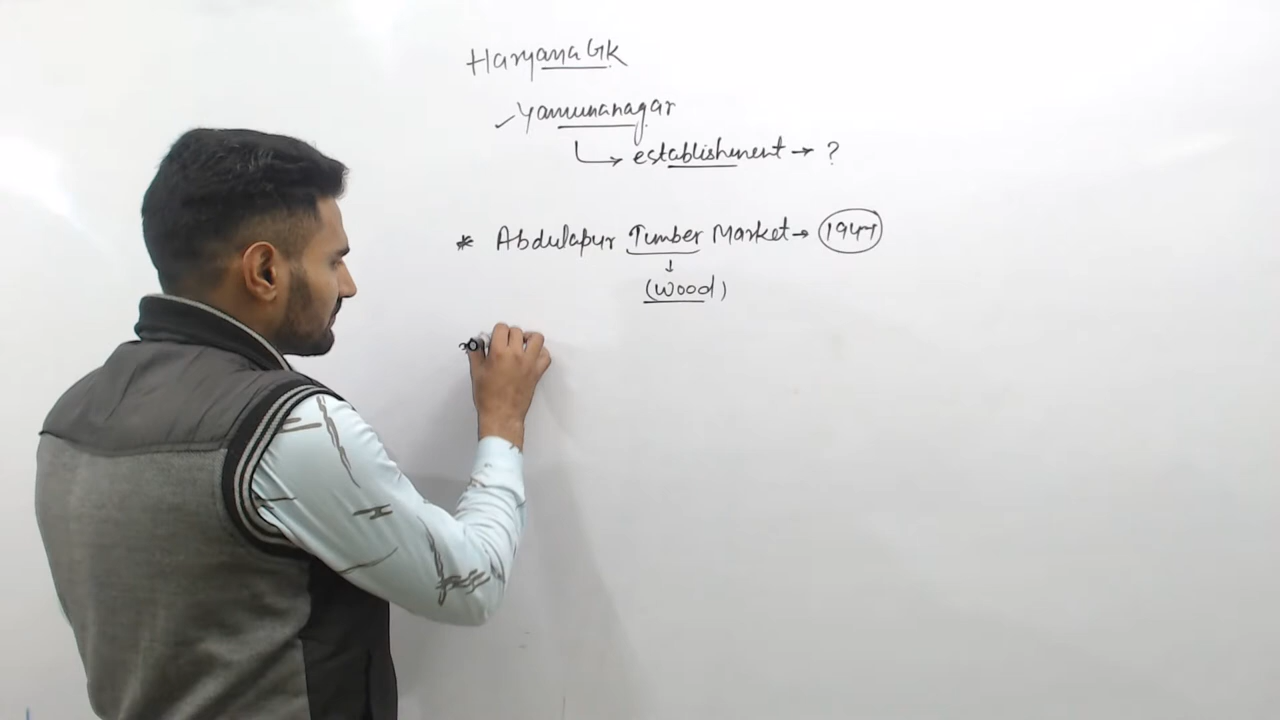 Haryana GK
✓ Yamunanagar
↳ establishment → ?
* Abdulapur Timber Market → 1947
↓
(Wood)